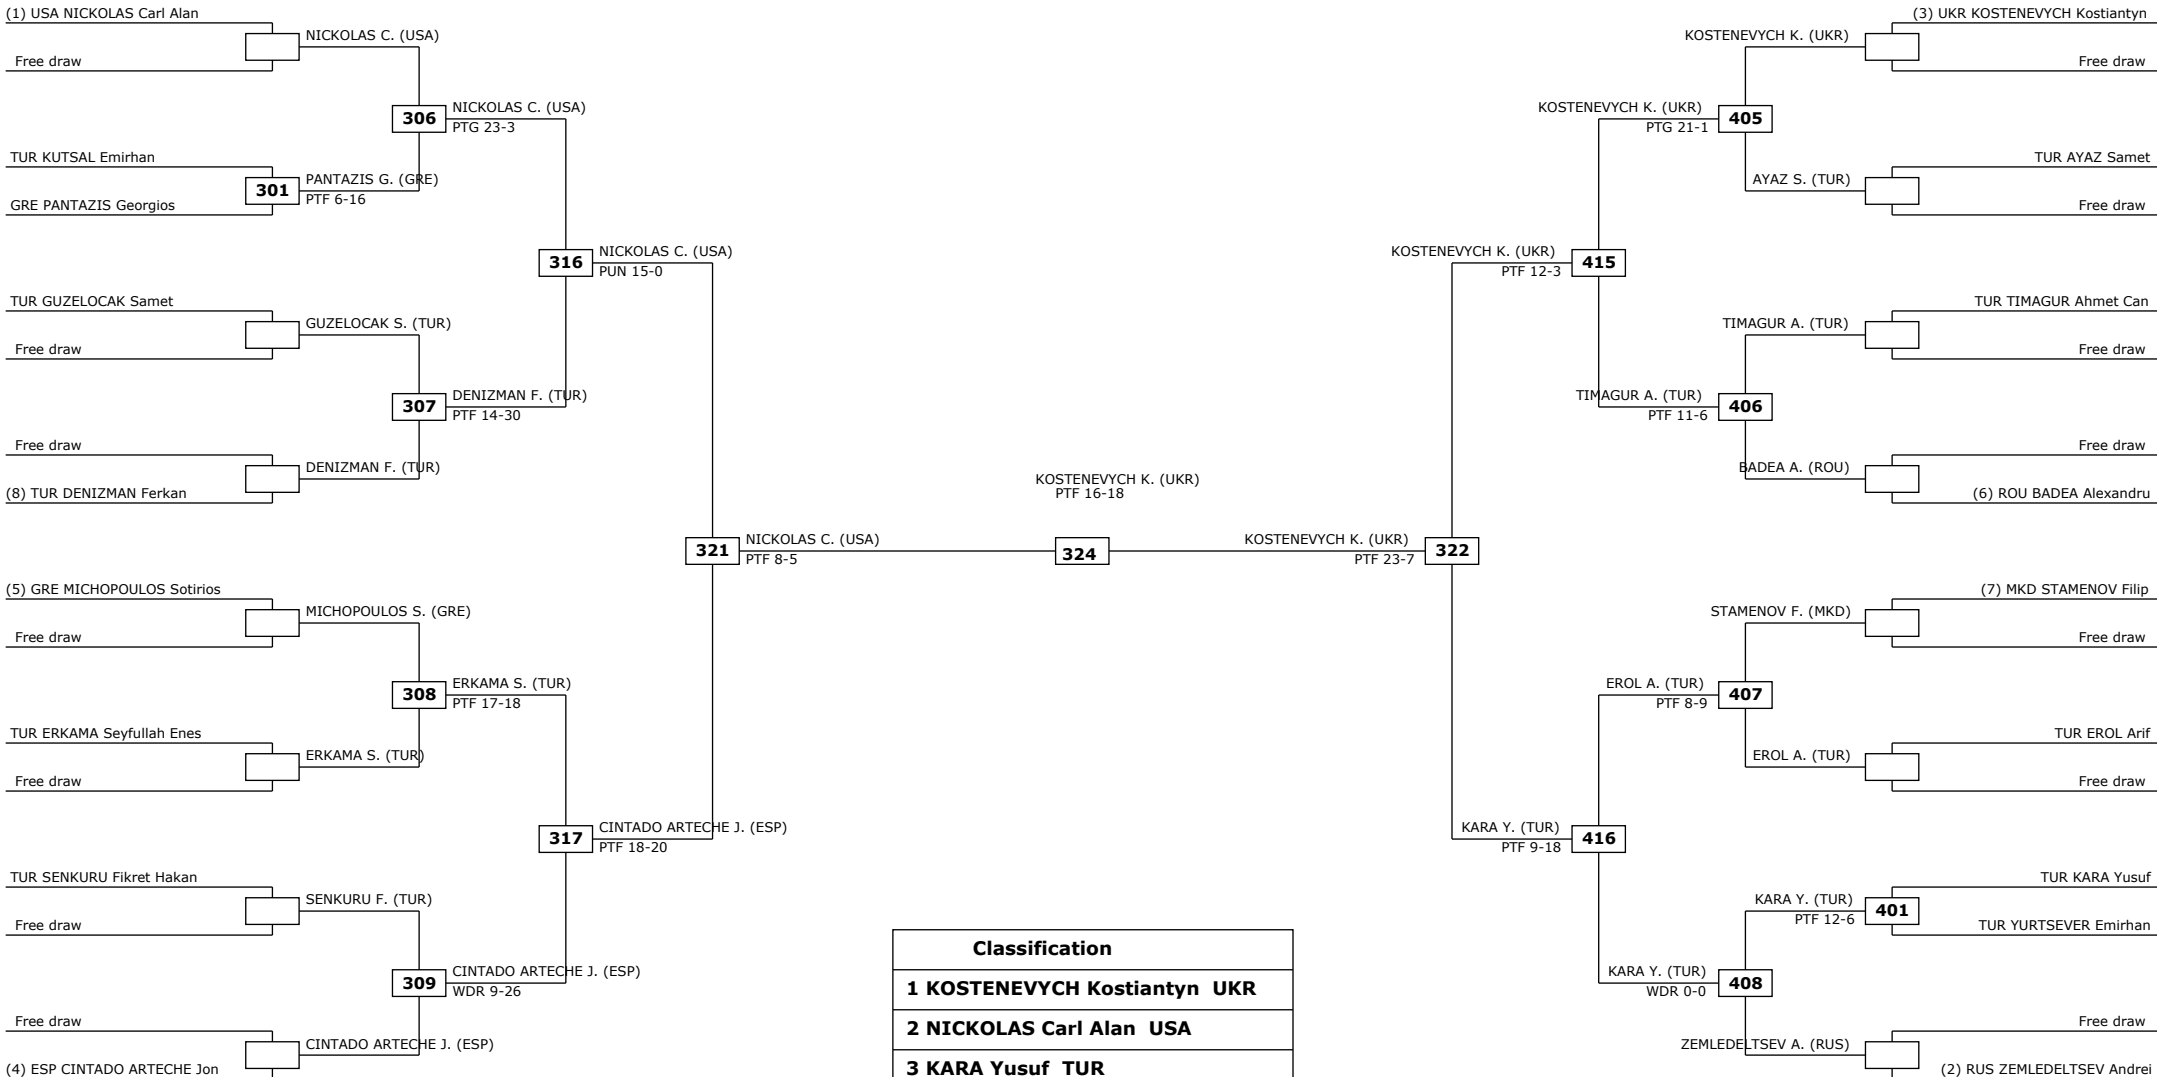 (1) USA NICKOLAS Carl Alan
NICKOLAS C. (USA)
Free draw
NICKOLAS C. (USA)
306
PTG 23-3
TUR KUTSAL Emirhan
301
PANTAZIS G. (GRE)
PTF 6-16
GRE PANTAZIS Georgios
316
NICKOLAS C. (USA)
PUN 15-0
TUR GUZELOCAK Samet
GUZELOCAK S. (TUR)
Free draw
307
DENIZMAN F. (TUR)
PTF 14-30
Free draw
DENIZMAN F. (TUR)
(8) TUR DENIZMAN Ferkan
321
NICKOLAS C. (USA)
PTF 8-5
(5) GRE MICHOPOULOS Sotirios
MICHOPOULOS S. (GRE)
Free draw
308
ERKAMA S. (TUR)
PTF 17-18
TUR ERKAMA Seyfullah Enes
ERKAMA S. (TUR)
Free draw
317
CINTADO ARTECHE J. (ESP)
PTF 18-20
TUR SENKURU Fikret Hakan
SENKURU F. (TUR)
Free draw
309
CINTADO ARTECHE J. (ESP)
WDR 9-26
Free draw
CINTADO ARTECHE J. (ESP)
(4) ESP CINTADO ARTECHE Jon
KOSTENEVYCH K. (UKR)
PTF 16-18
324
Classification
1 KOSTENEVYCH Kostiantyn UKR
2 NICKOLAS Carl Alan USA
3 KARA Yusuf TUR
(3) UKR KOSTENEVYCH Kostiantyn
KOSTENEVYCH K. (UKR)
Free draw
KOSTENEVYCH K. (UKR)
PTG 21-1
405
TUR AYAZ Samet
AYAZ S. (TUR)
Free draw
KOSTENEVYCH K. (UKR)
PTF 12-3
415
TUR TIMAGUR Ahmet Can
TIMAGUR A. (TUR)
Free draw
TIMAGUR A. (TUR)
PTF 11-6
406
Free draw
BADEA A. (ROU)
(6) ROU BADEA Alexandru
KOSTENEVYCH K. (UKR)
PTF 23-7
322
(7) MKD STAMENOV Filip
STAMENOV F. (MKD)
Free draw
EROL A. (TUR)
PTF 8-9
407
TUR EROL Arif
EROL A. (TUR)
Free draw
KARA Y. (TUR)
PTF 9-18
416
TUR KARA Yusuf
KARA Y. (TUR)
PTF 12-6
401
TUR YURTSEVER Emirhan
KARA Y. (TUR)
WDR 0-0
408
Free draw
ZEMLEDELTSEV A. (RUS)
(2) RUS ZEMLEDELTSEV Andrei